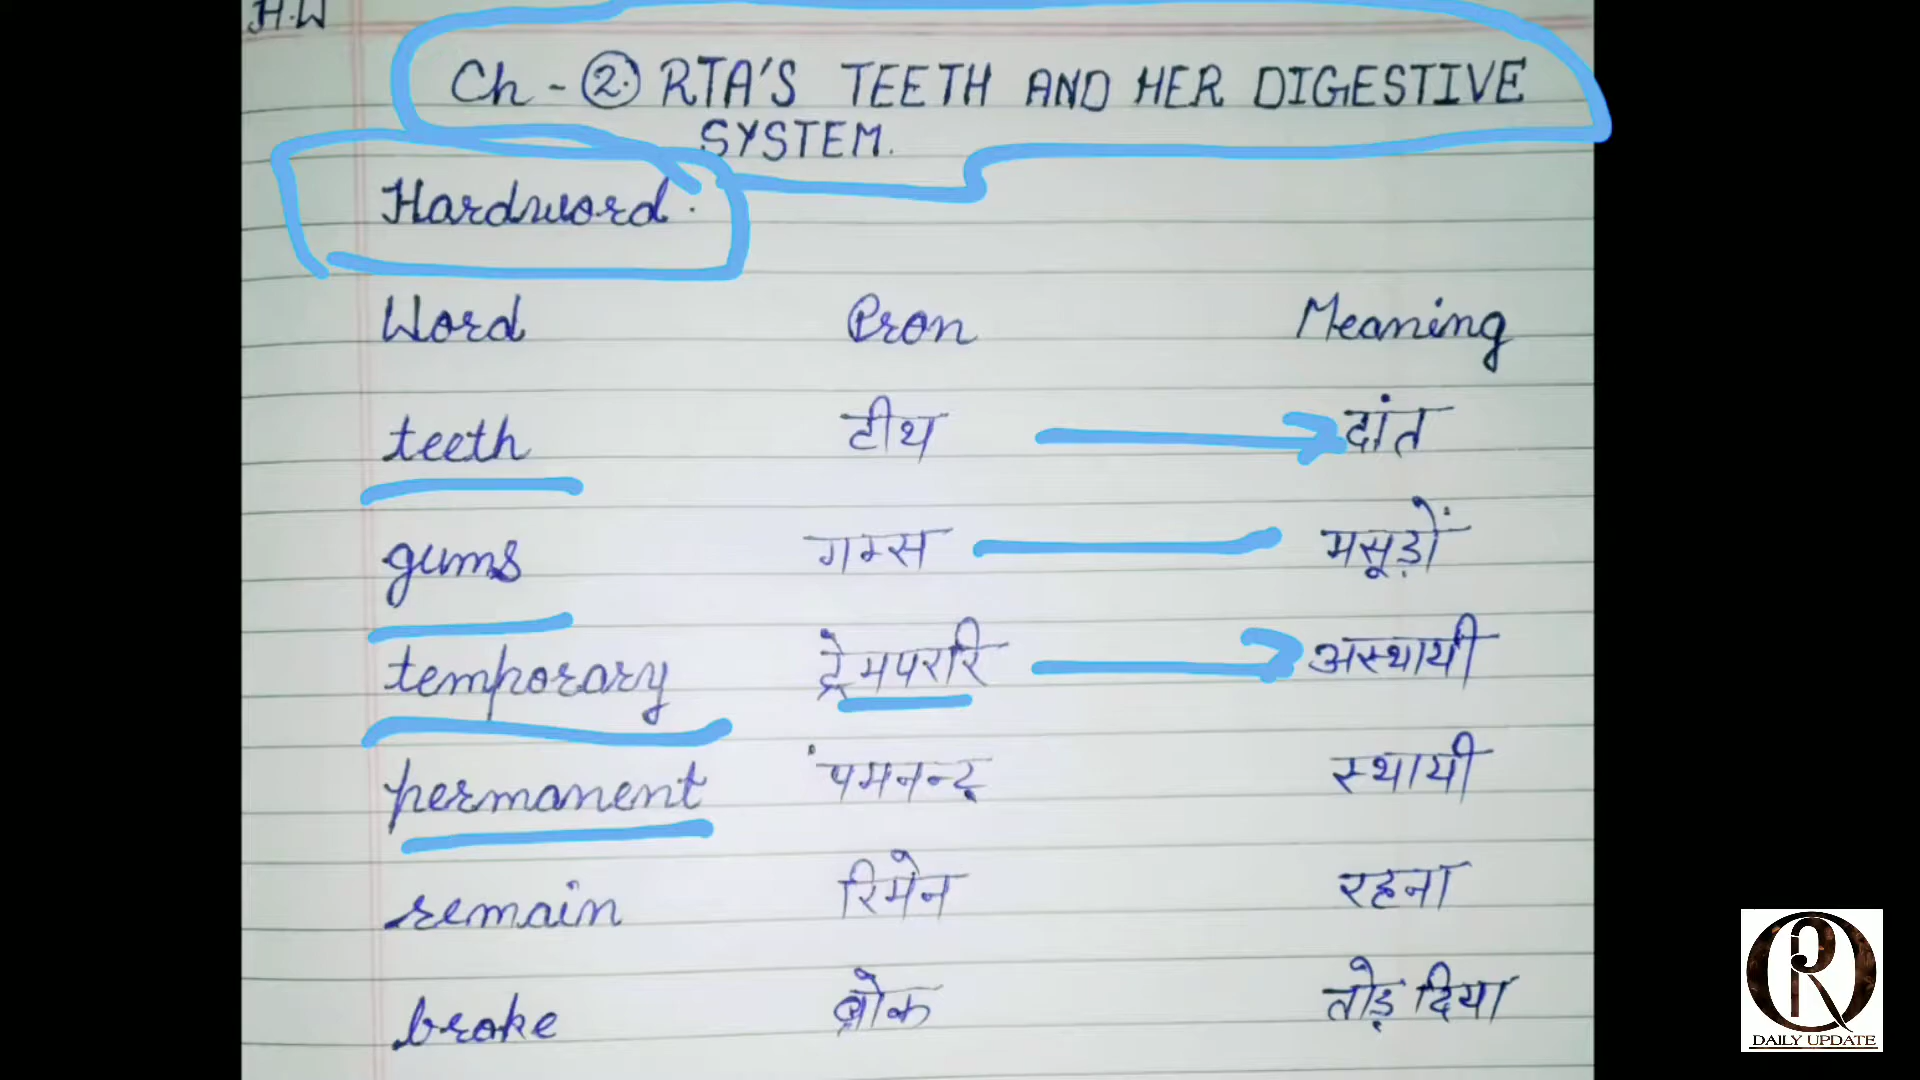 H.W
Ch - 2. RTA'S TEETH AND HER DIGESTIVE
SYSTEM.
Hardword.
Word Pron Meaning
teeth टीथ दांत
gums गम्स मसूड़ों
temporary ट्रेमपररि अस्थायी
permanent पमनन्ट् स्थायी
remain रिमेन रहना
broke ब्रोक तोड़ दिया
DAILY UPDATE